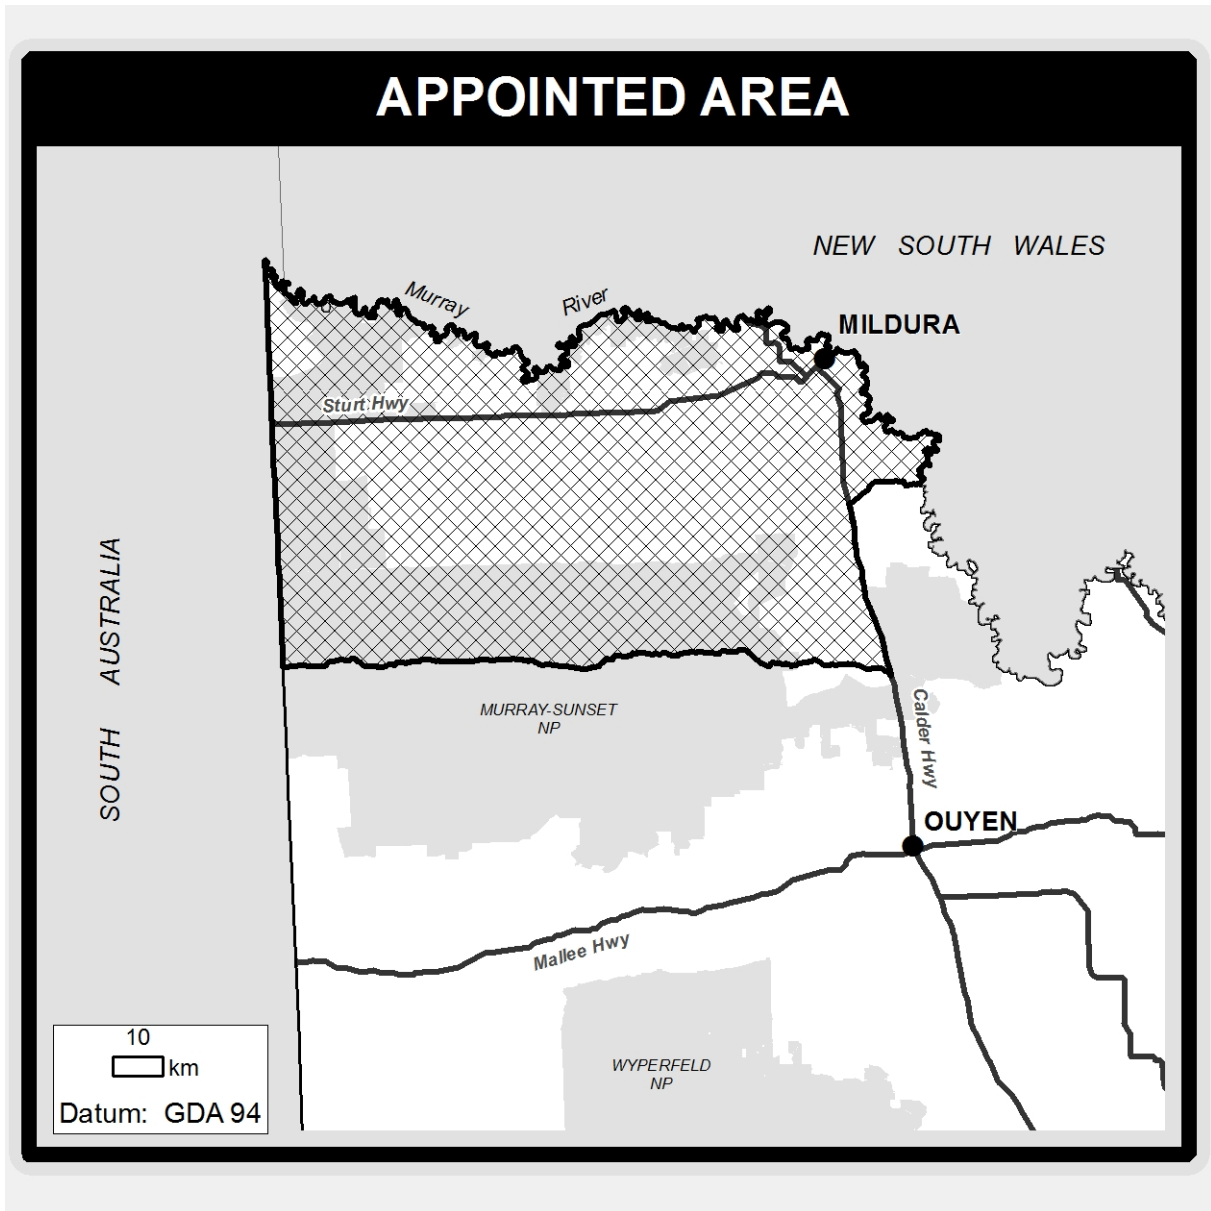 APPOINTED AREA
NEW SOUTH WALES
Murray
River
MILDURA
Sturt Hwy
SOUTH AUSTRALIA
MURRAY-SUNSET
NP
Calder Hwy
OUYEN
Mallee Hwy
WYPERFELD
NP
10
km
Datum: GDA 94